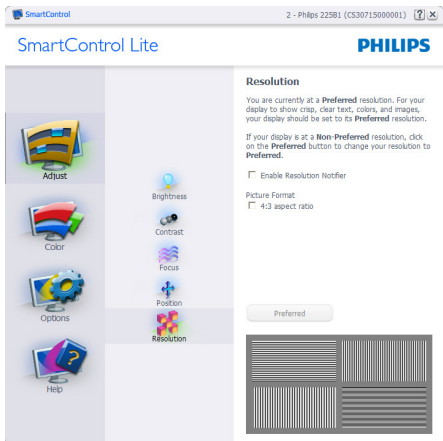 SmartControl
2 - Philips 225B1 (CS30715000001)
?
SmartControl Lite
PHILIPS
Adjust
Color
Options
Help
Brightness
Contrast
Focus
Position
Resolution
Resolution
You are currently at a Preferred resolution. For your
display to show crisp, clear text, colors, and images,
your display should be set to its Preferred resolution.
If your display is at a Non-Preferred resolution, click
on the Preferred button to change your resolution to
Preferred.
Enable Resolution Notifier
Picture Format
4:3 aspect ratio
Preferred